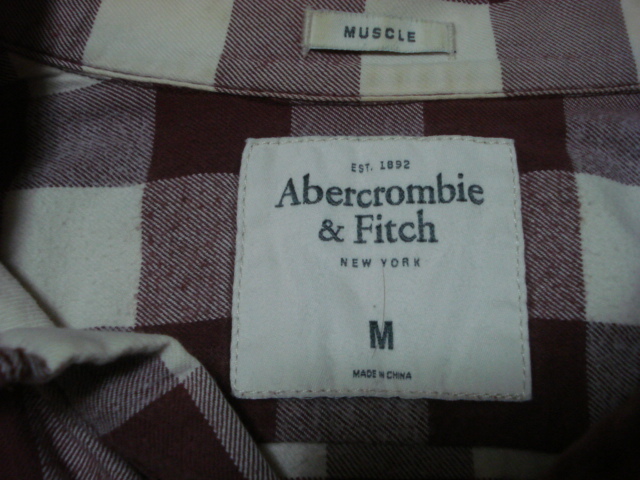 MUSCLE
EST. 1892
Abercrombie
& Fitch
NEW YORK
M
MADE IN CHINA